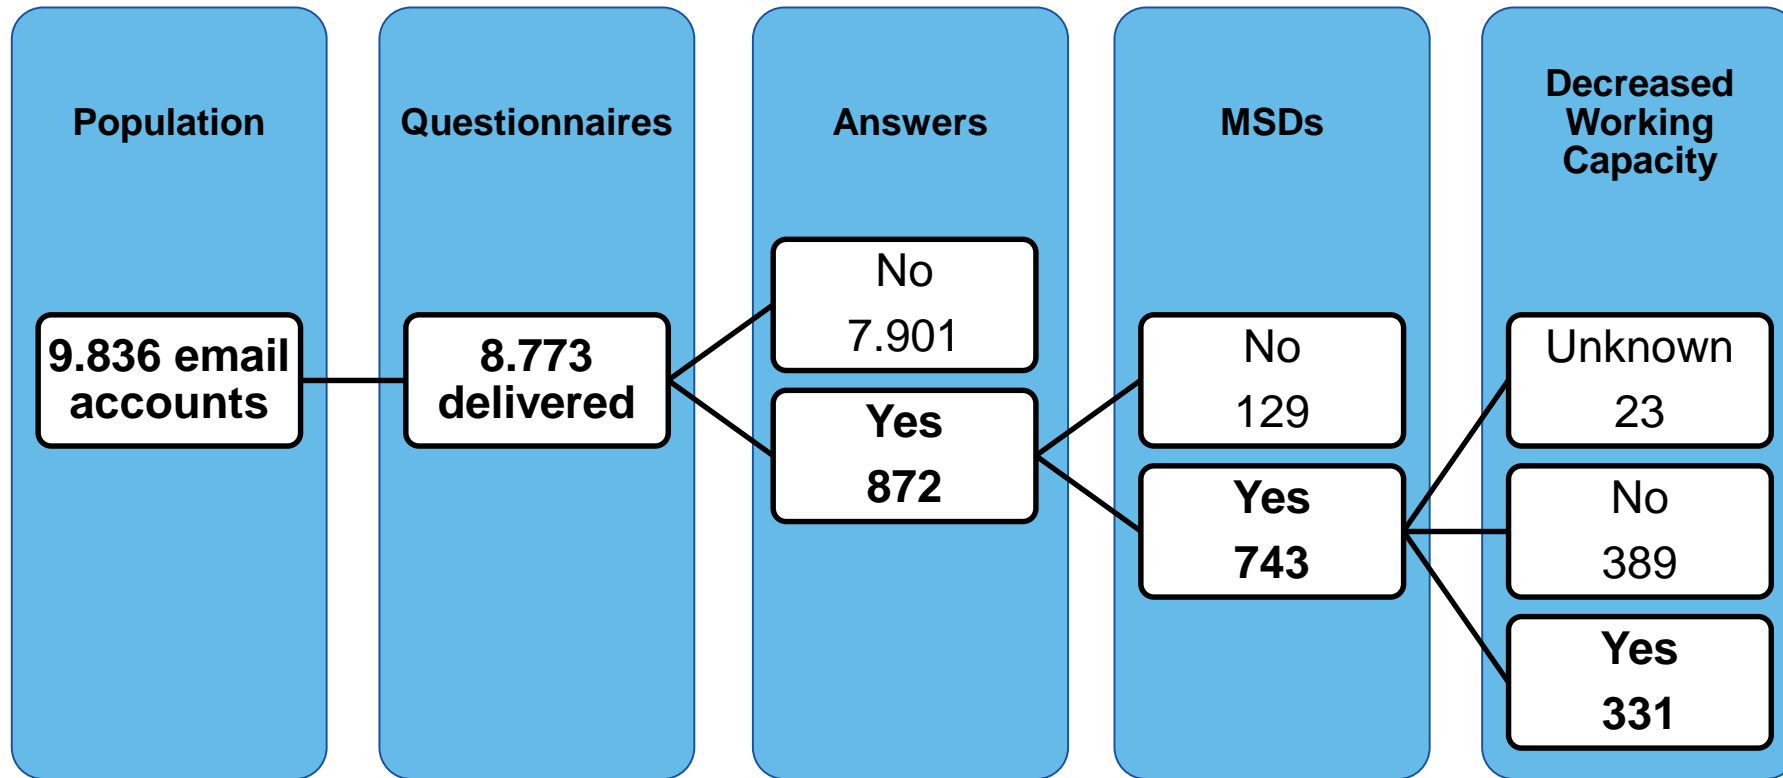 Population
9.836 email
accounts
Questionnaires
8.773
delivered
Answers
No
7.901
Yes
872
MSDs
No
129
Yes
743
Decreased
Working
Capacity
Unknown
23
No
389
Yes
331